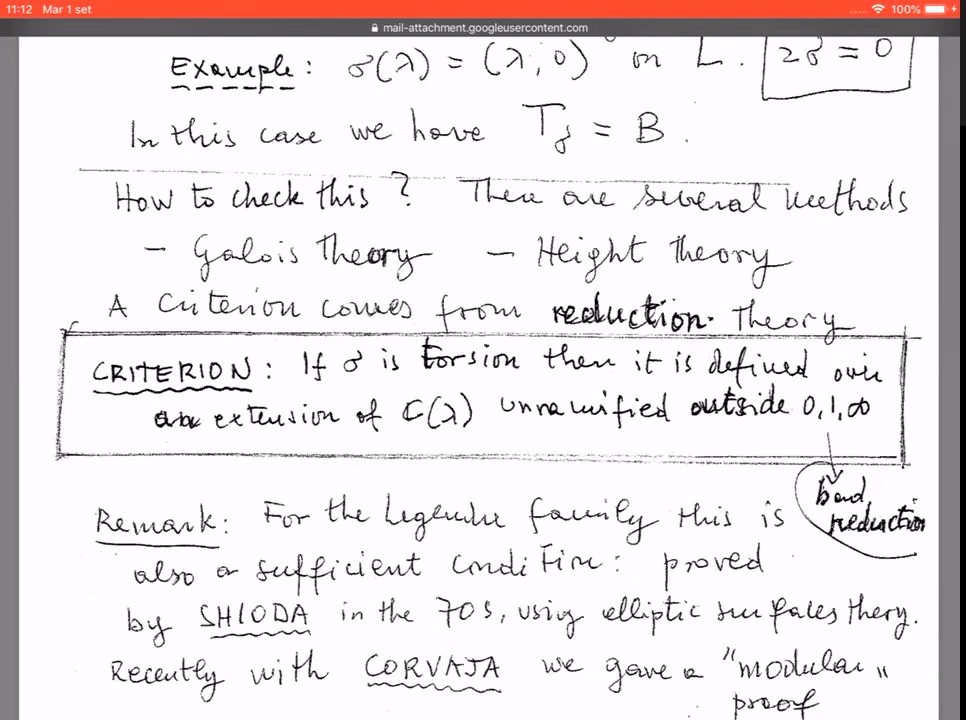 11:12 Mar 1 set
100%
mail-attachment.googleusercontent.com
Example: σ(λ) = (λ, 0) on L. 2σ = 0
In this case we have Tσ = B.
How to check this? There are several methods
- Galois Theory - Height Theory
A Criterion comes from reduction. Theory
CRITERION: If σ is torsion then it is defined over
an extension of C(λ) unramified outside 0, 1, ∞
bad reduction
Remark: For the Legendre family this is
also a sufficient condition: proved
by SHIODA in the 70s, using elliptic surfaces thery.
Recently with CORVAJA we gave a "modular"
proof